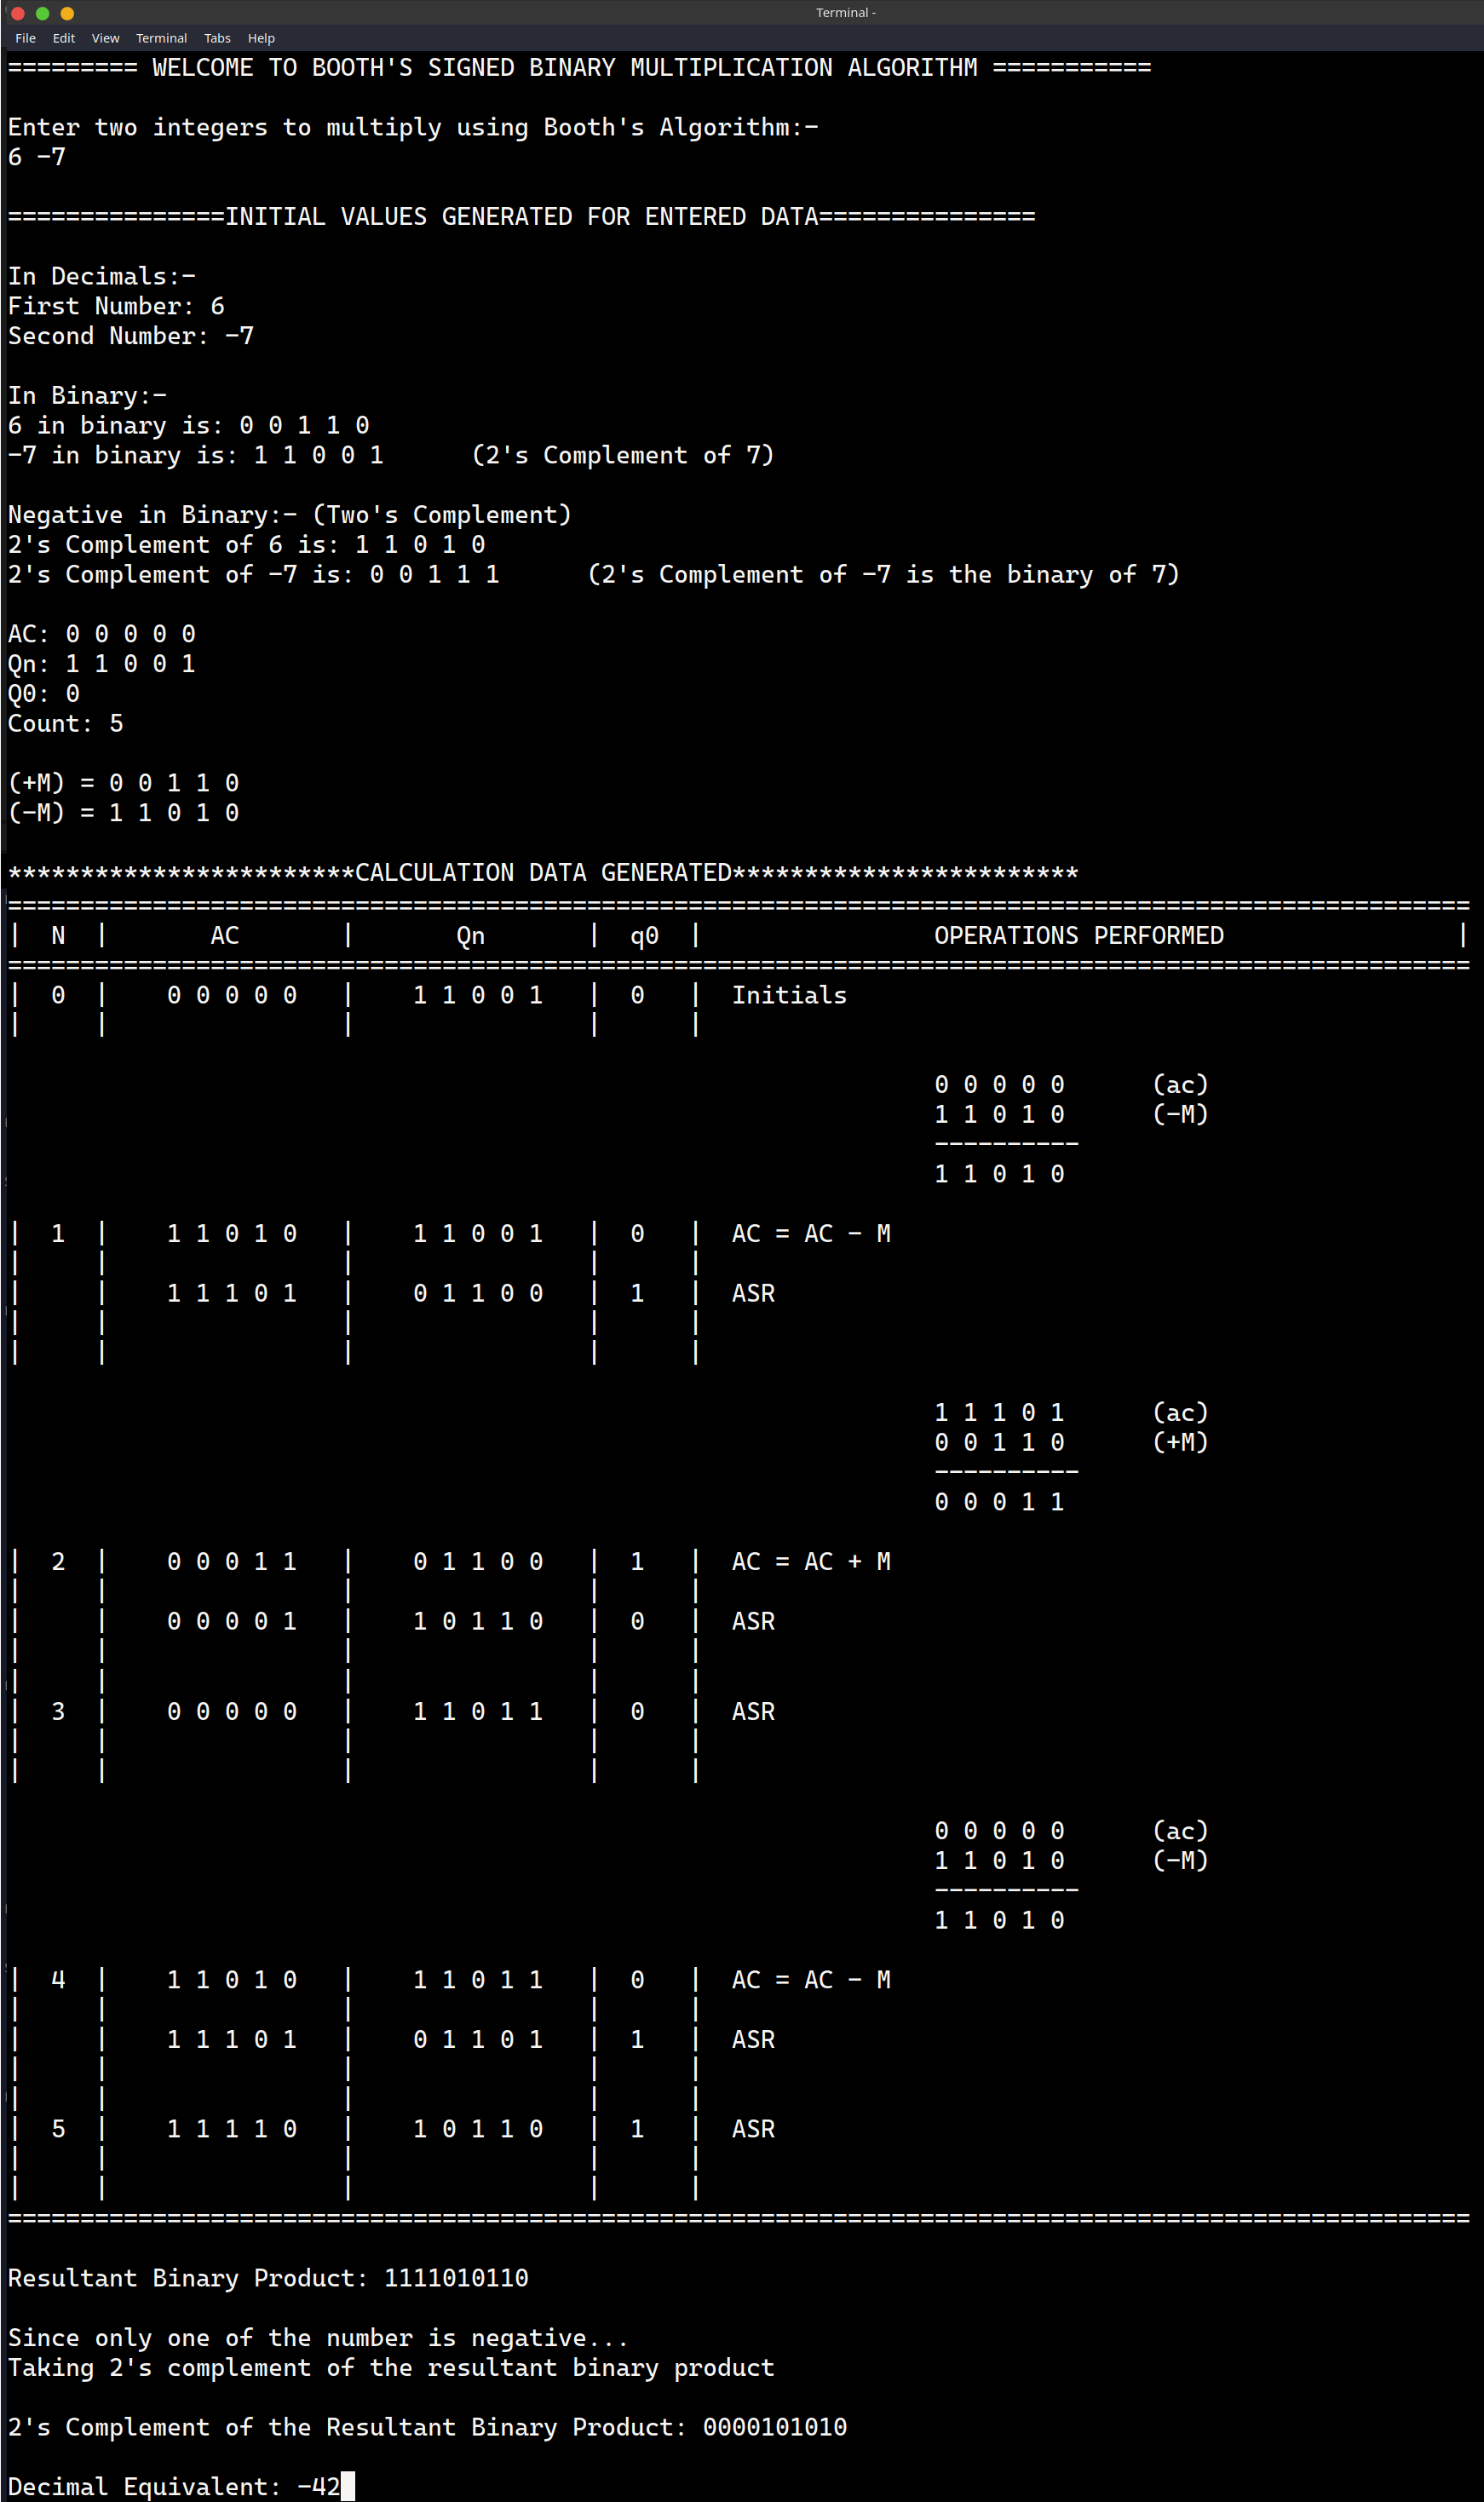 Terminal -
File Edit View Terminal Tabs Help
========= WELCOME TO BOOTH'S SIGNED BINARY MULTIPLICATION ALGORITHM ===========
Enter two integers to multiply using Booth's Algorithm:-
6 -7
===============INITIAL VALUES GENERATED FOR ENTERED DATA===============
In Decimals:-
First Number: 6
Second Number: -7
In Binary:-
6 in binary is: 0 0 1 1 0
-7 in binary is: 1 1 0 0 1 (2's Complement of 7)
Negative in Binary:- (Two's Complement)
2's Complement of 6 is: 1 1 0 1 0
2's Complement of -7 is: 0 0 1 1 1 (2's Complement of -7 is the binary of 7)
AC: 0 0 0 0 0
Qn: 1 1 0 0 1
Q0: 0
Count: 5
(+M) = 0 0 1 1 0
(-M) = 1 1 0 1 0
************************CALCULATION DATA GENERATED************************
=====================================================================================================
| N | AC | Qn | q0 | OPERATIONS PERFORMED |
=====================================================================================================
| 0 | 0 0 0 0 0 | 1 1 0 0 1 | 0 | Initials
| | | | |
0 0 0 0 0 (ac)
1 1 0 1 0 (-M)
----------
1 1 0 1 0
| 1 | 1 1 0 1 0 | 1 1 0 0 1 | 0 | AC = AC - M
| | | | |
| | 1 1 1 0 1 | 0 1 1 0 0 | 1 | ASR
| | | | |
| | | | |
1 1 1 0 1 (ac)
0 0 1 1 0 (+M)
----------
0 0 0 1 1
| 2 | 0 0 0 1 1 | 0 1 1 0 0 | 1 | AC = AC + M
| | | | |
| | 0 0 0 0 1 | 1 0 1 1 0 | 0 | ASR
| | | | |
| | | | |
| 3 | 0 0 0 0 0 | 1 1 0 1 1 | 0 | ASR
| | | | |
| | | | |
0 0 0 0 0 (ac)
1 1 0 1 0 (-M)
----------
1 1 0 1 0
| 4 | 1 1 0 1 0 | 1 1 0 1 1 | 0 | AC = AC - M
| | | | |
| | 1 1 1 0 1 | 0 1 1 0 1 | 1 | ASR
| | | | |
| | | | |
| 5 | 1 1 1 1 0 | 1 0 1 1 0 | 1 | ASR
| | | | |
| | | | |
=====================================================================================================
Resultant Binary Product: 1111010110
Since only one of the number is negative...
Taking 2's complement of the resultant binary product
2's Complement of the Resultant Binary Product: 0000101010
Decimal Equivalent: -42